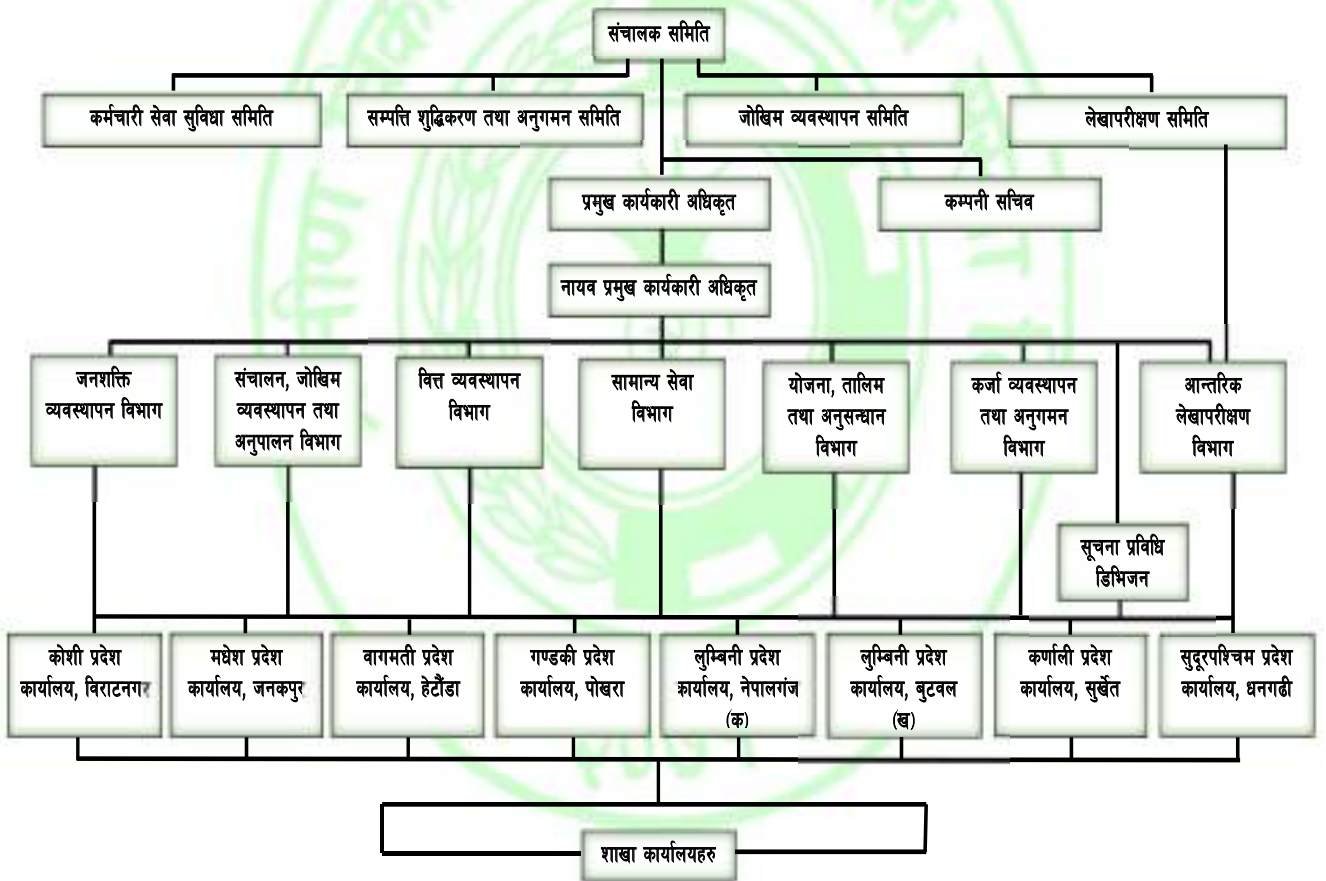 संचालक समिति
कर्मचारी सेवा सुविधा समिति
सम्पत्ति शुद्धिकरण तथा अनुगमन समिति
जोखिम व्यवस्थापन समिति
लेखापरीक्षण समिति
प्रमुख कार्यकारी अधिकृत
कम्पनी सचिव
नायव प्रमुख कार्यकारी अधिकृत
जनशक्ति
व्यवस्थापन विभाग
संचालन, जोखिम
व्यवस्थापन तथा
अनुपालन विभाग
वित्त व्यवस्थापन
विभाग
सामान्य सेवा
विभाग
योजना, तालिम
तथा अनुसन्धान
विभाग
कर्जा व्यवस्थापन
तथा अनुगमन
विभाग
आन्तरिक
लेखापरीक्षण
विभाग
सूचना प्रविधि
डिभिजन
कोशी प्रदेश
कार्यालय, विराटनगर
मधेश प्रदेश
कार्यालय, जनकपुर
वागमती प्रदेश
कार्यालय, हेटौंडा
गण्डकी प्रदेश
कार्यालय, पोखरा
लुम्बिनी प्रदेश
कार्यालय, नेपालगंज
(क)
लुम्बिनी प्रदेश
कार्यालय, बुटवल
(ख)
कर्णाली प्रदेश
कार्यालय, सुर्खेत
सुदूरपश्चिम प्रदेश
कार्यालय, धनगढी
शाखा कार्यालयहरु